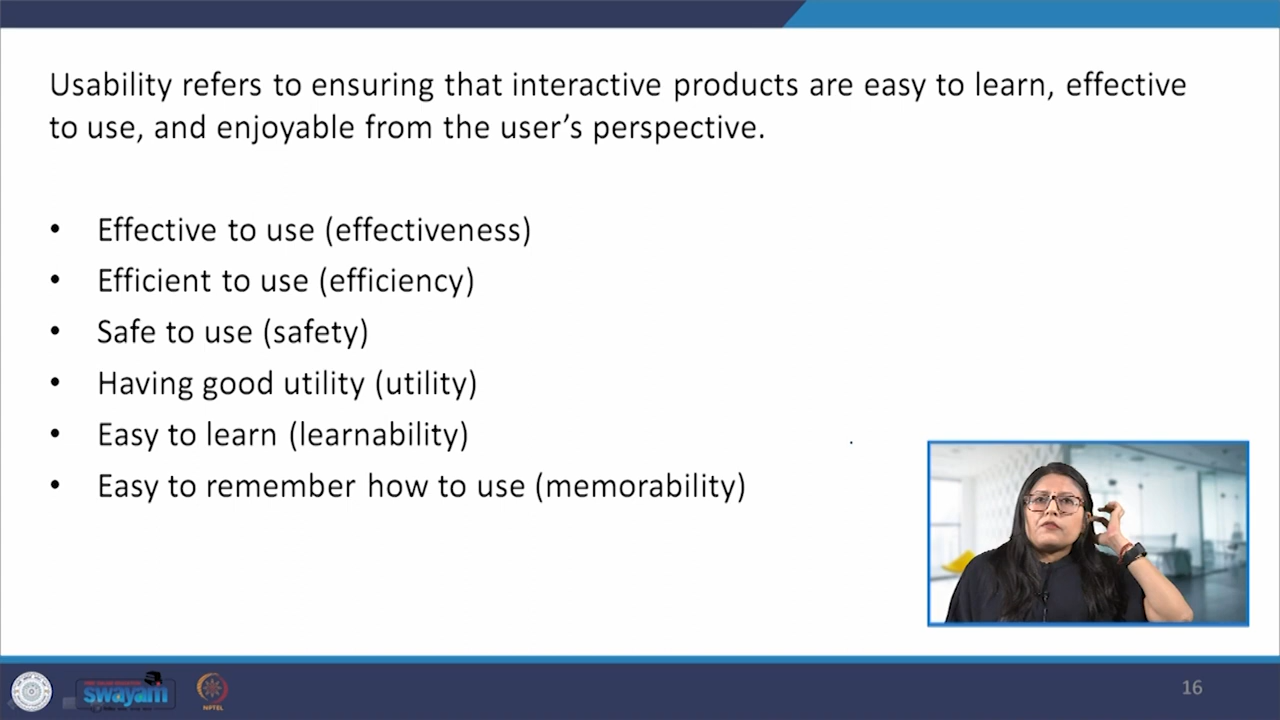 Usability refers to ensuring that interactive products are easy to learn, effective
to use, and enjoyable from the user’s perspective.
• Effective to use (effectiveness)
• Efficient to use (efficiency)
• Safe to use (safety)
• Having good utility (utility)
• Easy to learn (learnability)
• Easy to remember how to use (memorability)
swayam
NPTEL
16